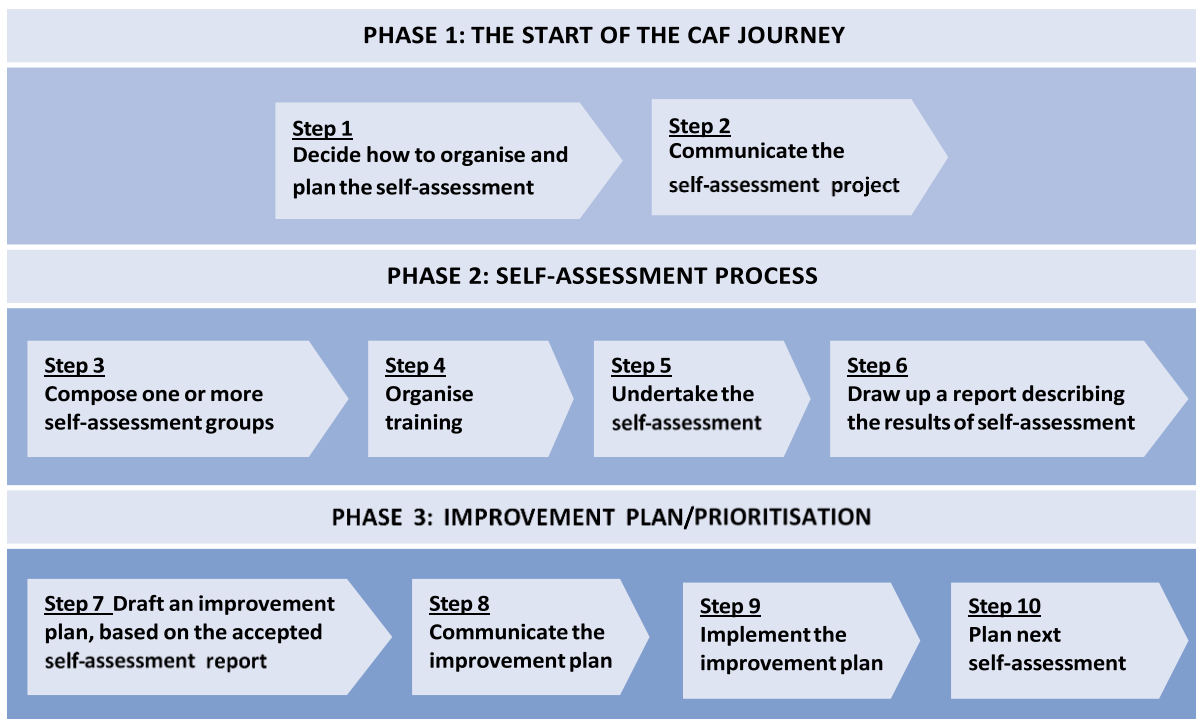 PHASE 1: THE START OF THE CAF JOURNEY
Step 1
Decide how to organise and
plan the self-assessment
Step 2
Communicate the
self-assessment project
PHASE 2: SELF-ASSESSMENT PROCESS
Step 3
Compose one or more
self-assessment groups
Step 4
Organise
training
Step 5
Undertake the
self-assessment
Step 6
Draw up a report describing
the results of self-assessment
PHASE 3: IMPROVEMENT PLAN/PRIORITISATION
Step 7 Draft an improvement
plan, based on the accepted
self-assessment report
Step 8
Communicate the
improvement plan
Step 9
Implement the
improvement plan
Step 10
Plan next
self-assessment